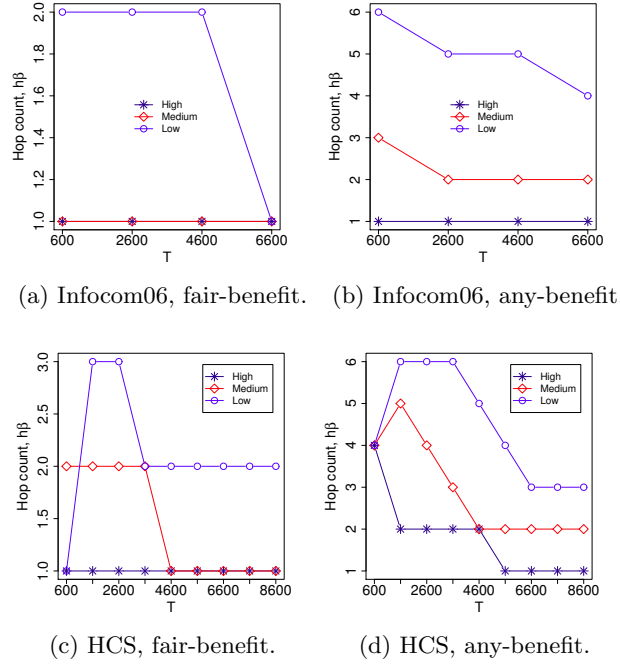 Hop count, hβ
1.0 1.2 1.4 1.6 1.8 2.0
High
Medium
Low
600 2600 4600 6600
T
(a) Infocom06, fair-benefit.
Hop count, hβ
1 2 3 4 5 6
High
Medium
Low
600 2600 4600 6600
T
(b) Infocom06, any-benefit
Hop count, hβ
1.0 1.5 2.0 2.5 3.0
High
Medium
Low
600 2600 4600 6600 8600
T
(c) HCS, fair-benefit.
Hop count, hβ
1 2 3 4 5 6
High
Medium
Low
600 2600 4600 6600 8600
T
(d) HCS, any-benefit.